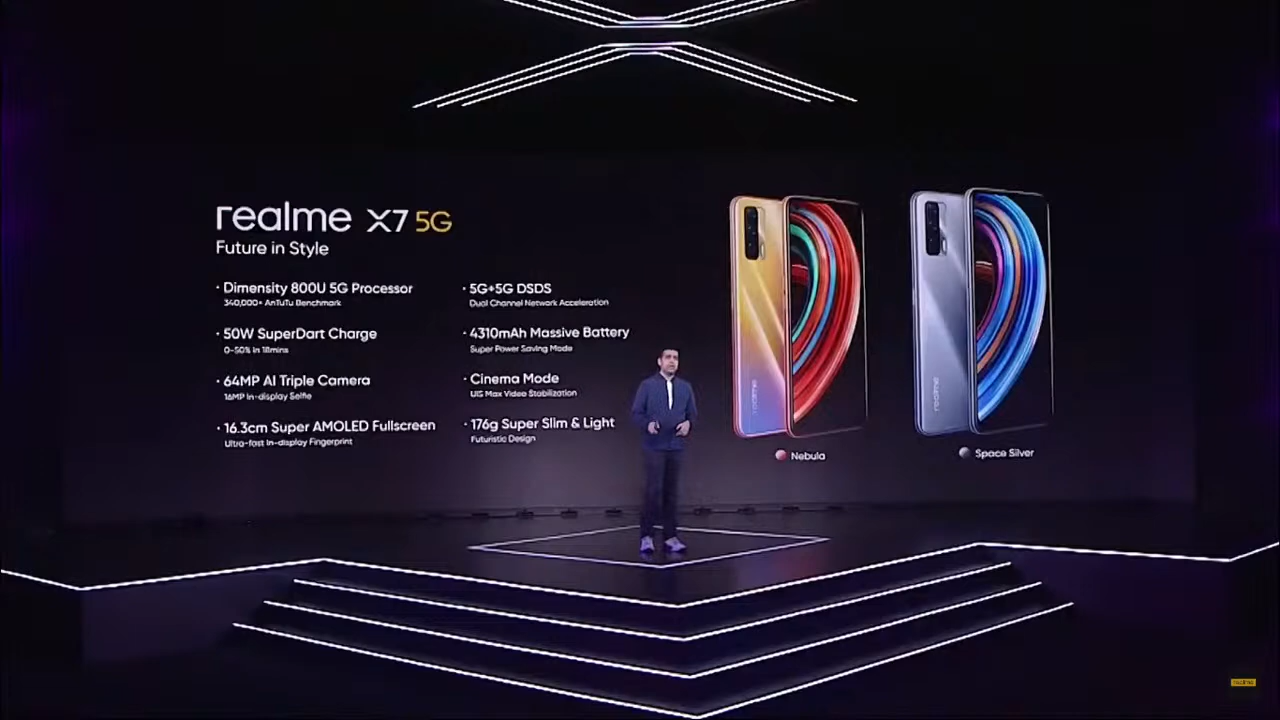 realme X7 5G
Future in Style
· Dimensity 800U 5G Processor
340,000+ AnTuTu Benchmark
· 50W SuperDart Charge
0-50% in 18mins
· 64MP AI Triple Camera
16MP In-display Selfie
· 16.3cm Super AMOLED Fullscreen
Ultra-fast In-display Fingerprint
· 5G+5G DSDS
Dual Channel Network Acceleration
· 4310mAh Massive Battery
Super Power Saving Mode
· Cinema Mode
UIS Max Video Stabilization
· 176g Super Slim & Light
Futuristic Design
realme
Nebula
realme
Space Silver
realme